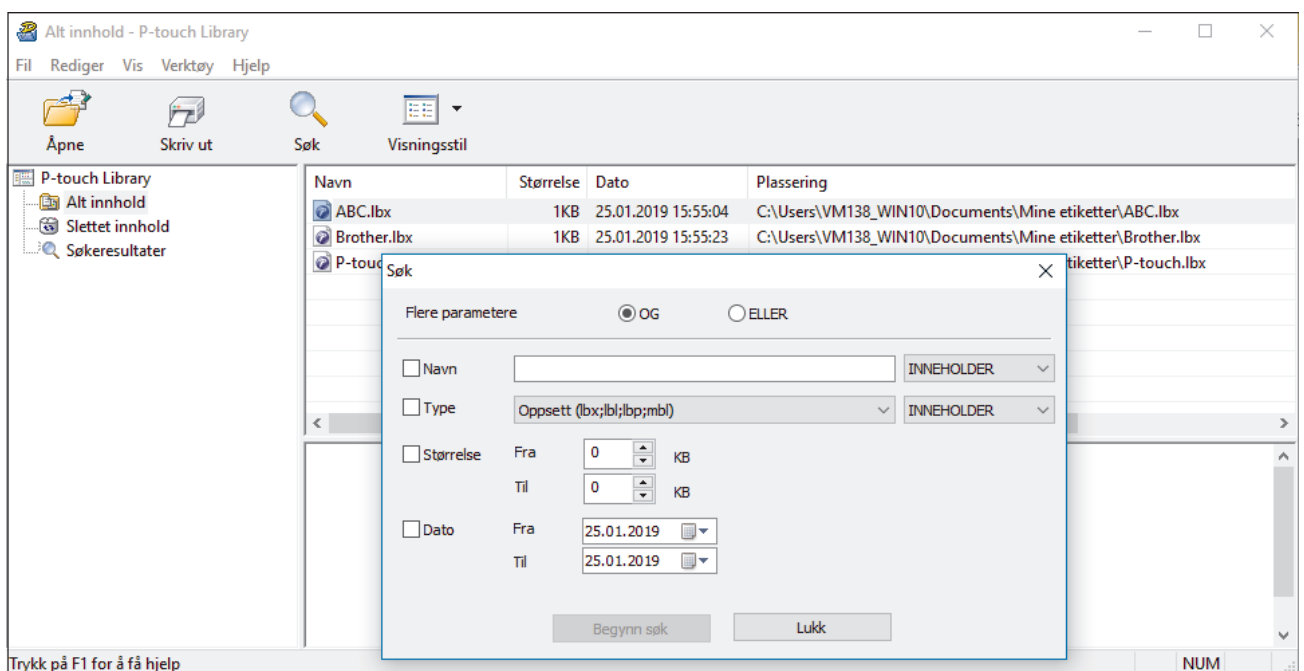 Alt innhold - P-touch Library
Fil Rediger Vis Verktøy Hjelp
Åpne Skriv ut Søk Visningsstil
P-touch Library
Alt innhold
Slettet innhold
Søkeresultater
Navn Størrelse Dato Plassering
ABC.lbx 1KB 25.01.2019 15:55:04 C:\Users\VM138_WIN10\Documents\Mine etiketter\ABC.lbx
Brother.lbx 1KB 25.01.2019 15:55:23 C:\Users\VM138_WIN10\Documents\Mine etiketter\Brother.lbx
P-touc tiketter\P-touch.lbx
Søk
Flere parametere OG ELLER
Navn INNEHOLDER
Type Oppsett (lbx;lbl;lbp;mbl) INNEHOLDER
Størrelse Fra 0 KB
Til 0 KB
Dato Fra 25.01.2019
Til 25.01.2019
Begynn søk Lukk
Trykk på F1 for å få hjelp NUM